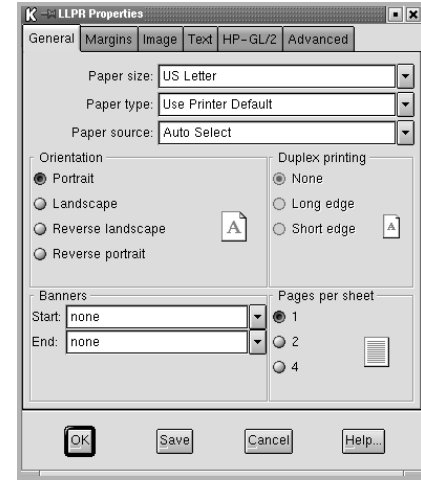 K LLPR Properties
General Margins Image Text HP-GL/2 Advanced
Paper size: US Letter
Paper type: Use Printer Default
Paper source: Auto Select
Orientation
Portrait
Landscape
Reverse landscape
Reverse portrait
A
Duplex printing
None
Long edge
Short edge
A
Banners
Start: none
End: none
Pages per sheet
1
2
4
OK Save Cancel Help...